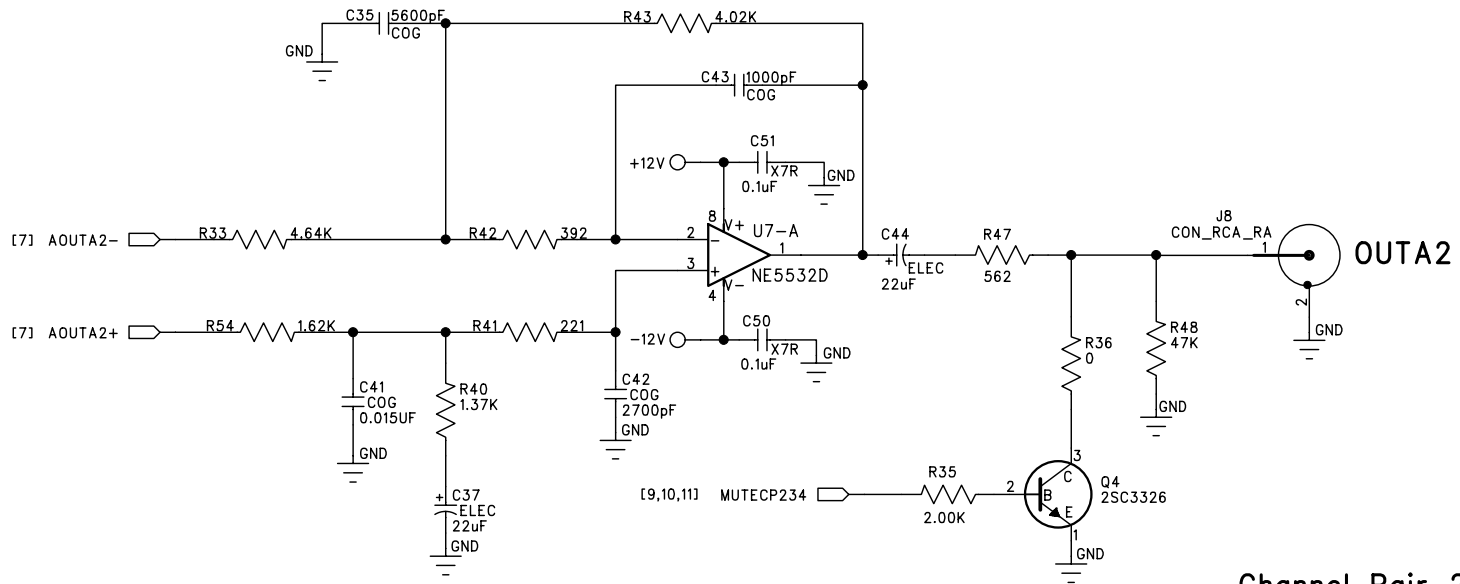 C35 5600pF
COG
GND
R43 4.02K
C43 1000pF
COG
C51
+12V
X7R
0.1uF
GND
8 V+
U7-A
[7] AOUTA2- R33 4.64K R42 392 2 -
1
3 +
NE5532D
V-
4
C44
+ ELEC
22uF
R47
562
J8
CON_RCA_RA
1
OUTA2
2
GND
[7] AOUTA2+ R54 1.62K R41 221
-12V
C50
X7R
0.1uF
GND
R36
0
R48
47K
GND
C41
COG
0.015UF
GND
R40
1.37K
C42
COG
2700pF
GND
+ C37
ELEC
22uF
GND
[9,10,11] MUTECP234
R35
2.00K
2
B
3
C
E
1
Q4
2SC3326
GND